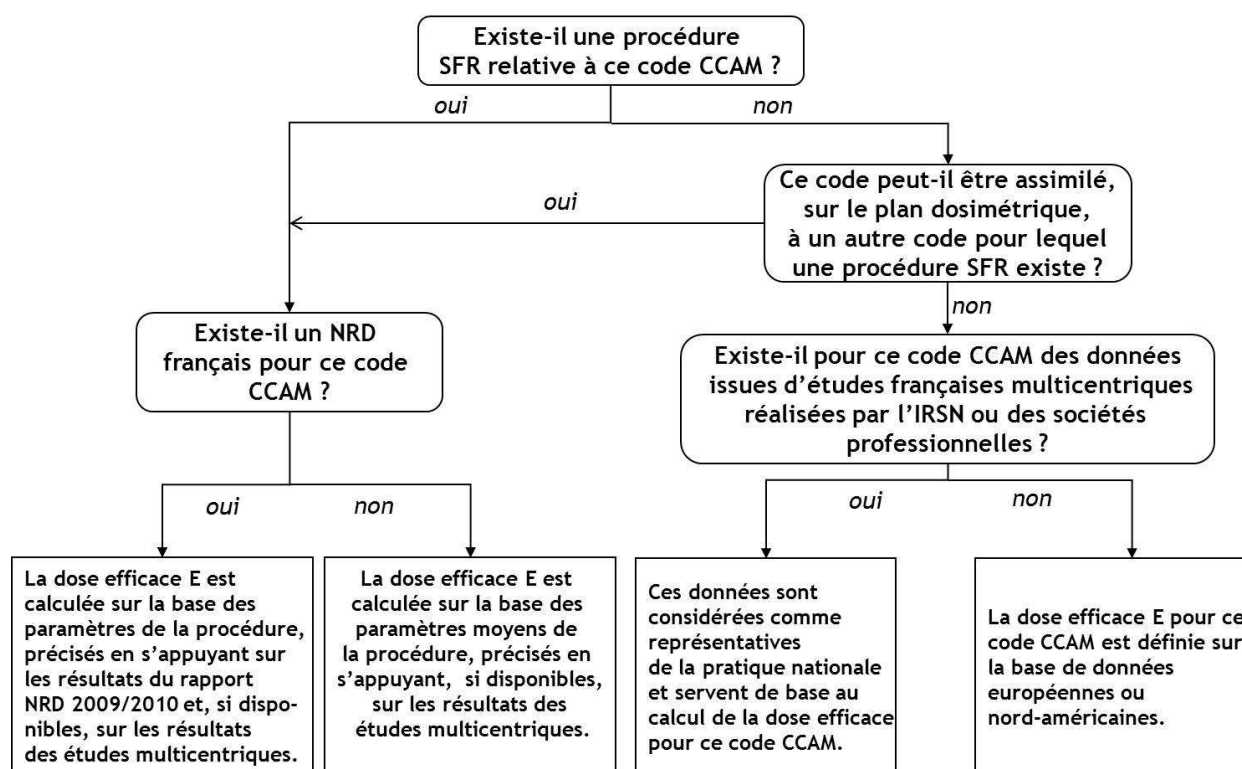 Existe-il une procédure
SFR relative à ce code CCAM ?
oui
non
Ce code peut-il être assimilé,
sur le plan dosimétrique,
à un autre code pour lequel
une procédure SFR existe ?
oui
non
Existe-il un NRD
français pour ce code
CCAM ?
Existe-il pour ce code CCAM des données
issues d’études françaises multicentriques
réalisées par l’IRSN ou des sociétés
professionnelles ?
oui
non
oui
non
La dose efficace E est
calculée sur la base des
paramètres de la procédure,
précisés en s’appuyant sur
les résultats du rapport
NRD 2009/2010 et, si dispo-
nibles, sur les résultats
des études multicentriques.
La dose efficace E est
calculée sur la base des
paramètres moyens de
la procédure, précisés en
s’appuyant, si disponibles,
sur les résultats des
études multicentriques.
Ces données sont
considérées comme
représentatives
de la pratique nationale
et servent de base au
calcul de la dose efficace
pour ce code CCAM.
La dose efficace E pour ce
code CCAM est définie sur
la base de données
européennes ou
nord-américaines.